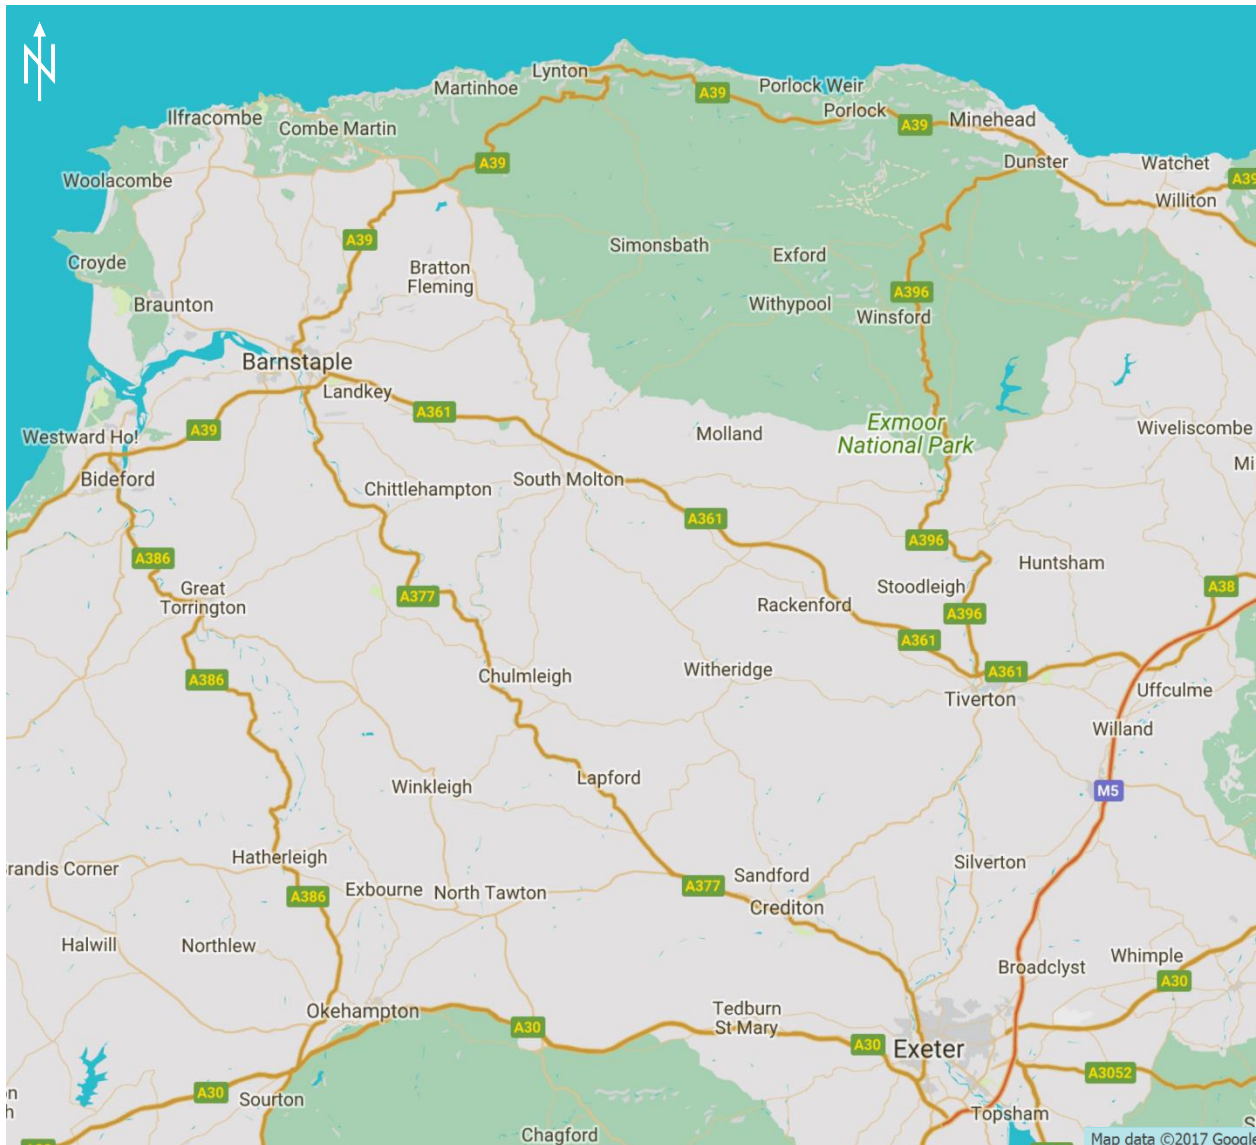 N
Lynton
Martinhoe
Porlock Weir
A39
Porlock
Ilfracombe
Combe Martin
A39
Minehead
A39
Dunster
Watchet
Woolacombe
A39
Williton
A39
Simonsbath
Exford
Croyde
Bratton
Fleming
A396
Braunton
Withypool
Winsford
Barnstaple
Landkey
A361
Exmoor
National Park
Westward Ho!
A39
Molland
Wiveliscombe
Mi
Bideford
Chittlehampton
South Molton
A361
A396
A386
Huntsham
Great
Torrington
A377
Stoodleigh
A38
Rackenford
A396
A361
A386
Chulmleigh
Witheridge
A361
Tiverton
Uffculme
Willand
Winkleigh
Lapford
M5
Hatherleigh
Silverton
randis Corner
Exbourne
North Tawton
A377
Sandford
A386
Crediton
Halwill
Northlew
Broadclyst
Whimple
A30
Okehampton
A30
Tedburn
St Mary
A30
Exeter
A3052
A30
Sourton
n
h
Topsham
Chagford
Map data ©2017 Google